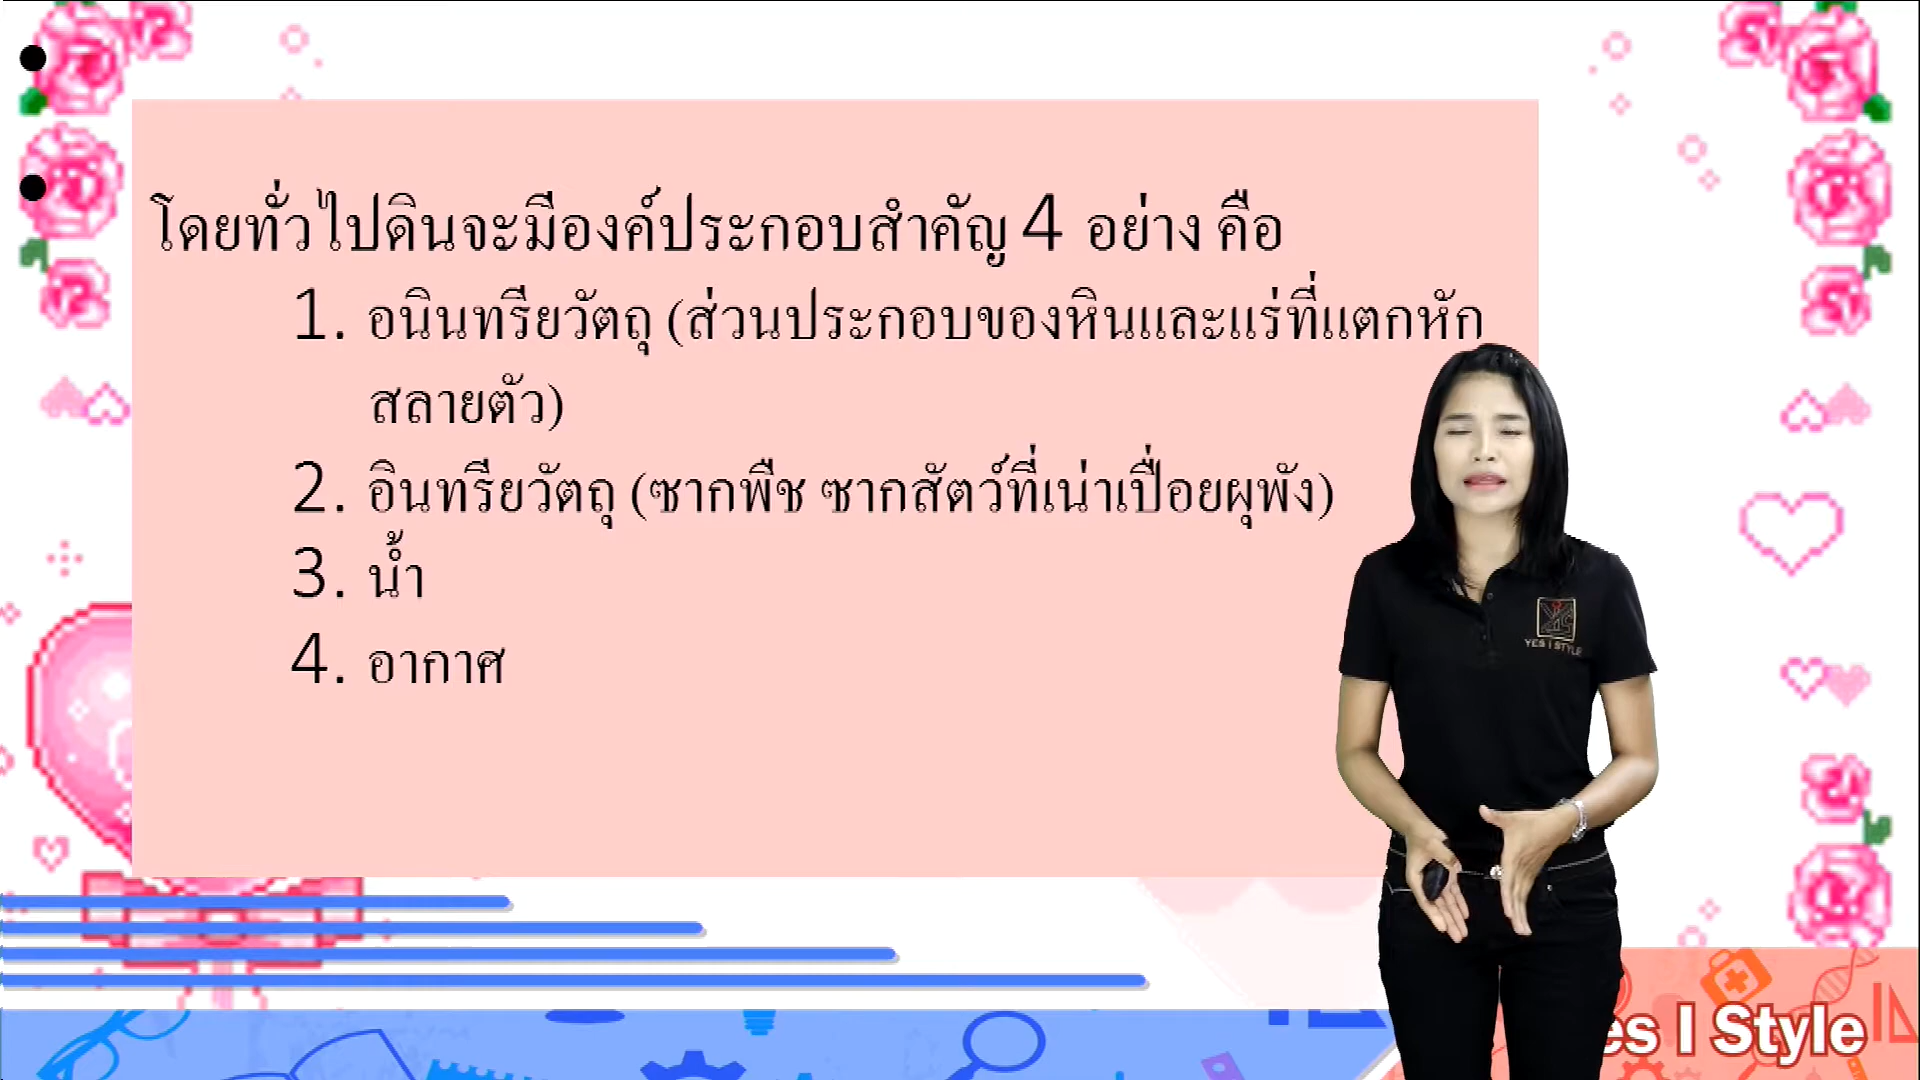 โดยทั่วไปดินจะมีองค์ประกอบสำคัญ 4 อย่าง คือ
1. อนินทรียวัตถุ (ส่วนประกอบของหินและแร่ที่แตกหัก
สลายตัว)
2. อินทรียวัตถุ (ซากพืช ซากสัตว์ที่เน่าเปื่อยผุพัง)
3. น้ำ
4. อากาศ
YES I STYLE
es I Style